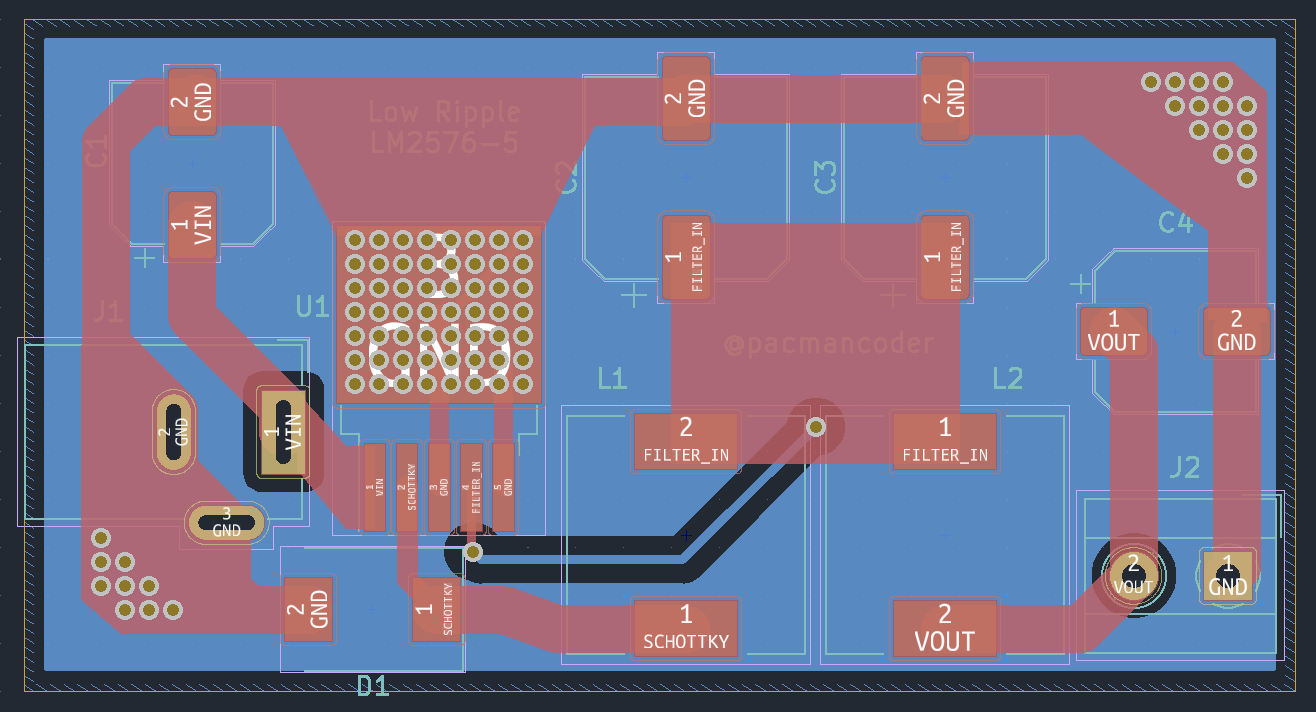 2
GND
Low Ripple
LM2576-5
C1
1
VIN
2
GND
C2
1
FILTER_IN
2
GND
C3
1
FILTER_IN
C4
1
VOUT
2
GND
J1
U1
3
GND
@pacmancoder
L1
L2
2
FILTER_IN
1
FILTER_IN
2
GND
1
VIN
3
GND
1
VIN
2
SCHOTTKY
3
GND
4
FILTER_IN
5
GND
J2
2
VOUT
1
GND
2
GND
1
SCHOTTKY
1
SCHOTTKY
2
VOUT
D1